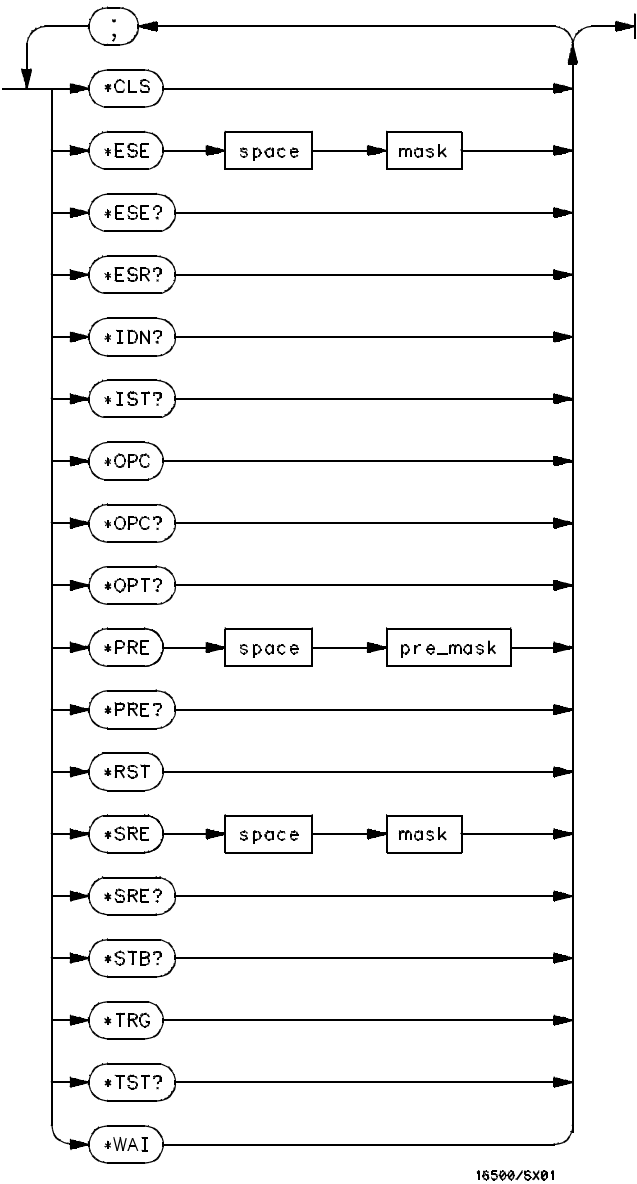 ;
*CLS
*ESE space mask
*ESE?
*ESR?
*IDN?
*IST?
*OPC
*OPC?
*OPT?
*PRE space pre_mask
*PRE?
*RST
*SRE space mask
*SRE?
*STB?
*TRG
*TST?
*WAI
16500/SX01